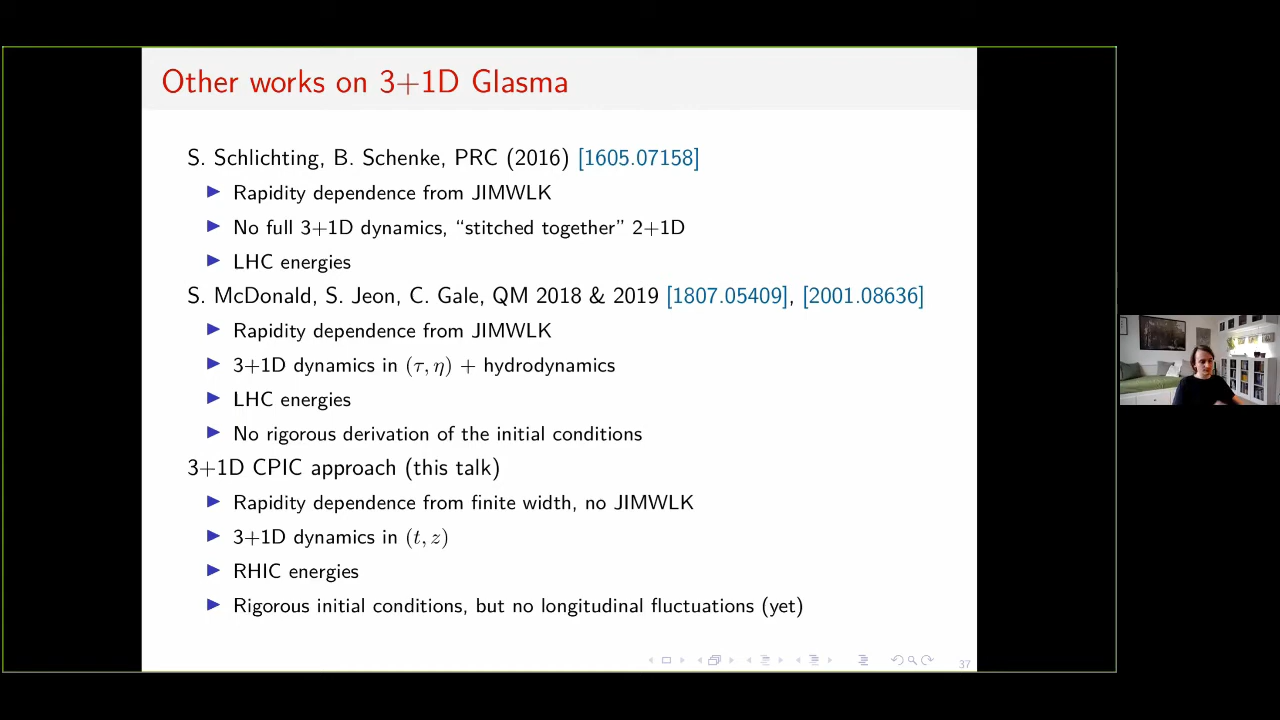 Other works on 3+1D Glasma
S. Schlichting, B. Schenke, PRC (2016) [1605.07158]
▶ Rapidity dependence from JIMWLK
▶ No full 3+1D dynamics, “stitched together” 2+1D
▶ LHC energies
S. McDonald, S. Jeon, C. Gale, QM 2018 & 2019 [1807.05409], [2001.08636]
▶ Rapidity dependence from JIMWLK
▶ 3+1D dynamics in (τ, η) + hydrodynamics
▶ LHC energies
▶ No rigorous derivation of the initial conditions
3+1D CPIC approach (this talk)
▶ Rapidity dependence from finite width, no JIMWLK
▶ 3+1D dynamics in (t, z)
▶ RHIC energies
▶ Rigorous initial conditions, but no longitudinal fluctuations (yet)
37